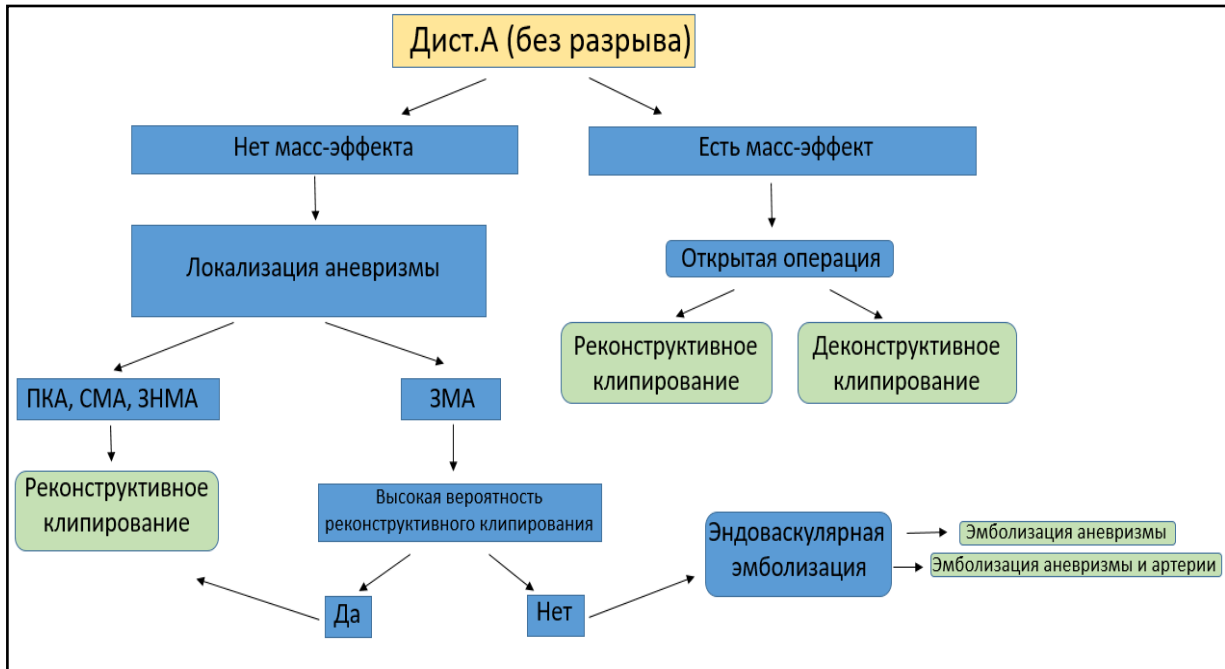 Дист.А (без разрыва)
Нет масс-эффекта
Есть масс-эффект
Локализация аневризмы
Открытая операция
Реконструктивное
клипирование
Деконструктивное
клипирование
ПКА, СМА, ЗНМА
ЗМА
Реконструктивное
клипирование
Высокая вероятность
реконструктивного клипирования
Эндоваскулярная
эмболизация
Эмболизация аневризмы
Эмболизация аневризмы и артерии
Да
Нет